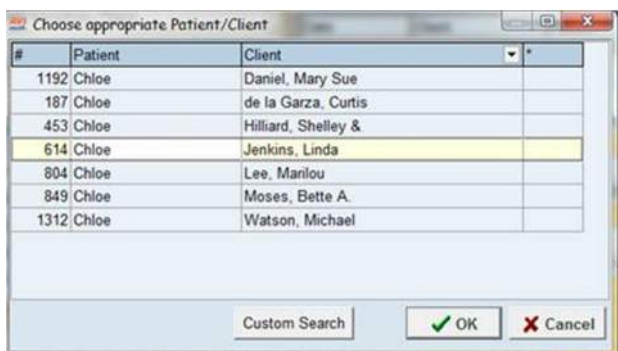 Choose appropriate Patient/Client
# Patient Client *
1192 Chloe Daniel, Mary Sue
187 Chloe de la Garza, Curtis
453 Chloe Hilliard, Shelley &
614 Chloe Jenkins, Linda
804 Chloe Lee, Marilou
849 Chloe Moses, Bette A.
1312 Chloe Watson, Michael
Custom Search OK Cancel